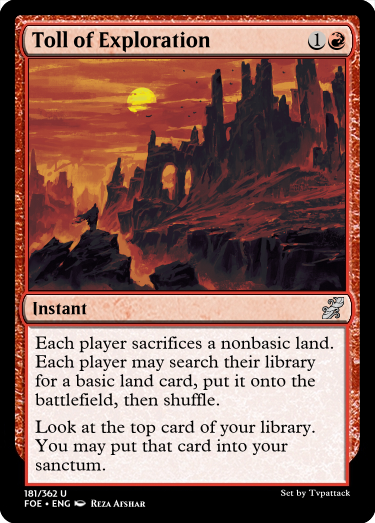 Toll of Exploration 1
Instant
Each player sacrifices a nonbasic land.
Each player may search their library
for a basic land card, put it onto the
battlefield, then shuffle.
Look at the top card of your library.
You may put that card into your
sanctum.
181/362 U
Set by Tvpattack
FOE • ENG Reza Afshar